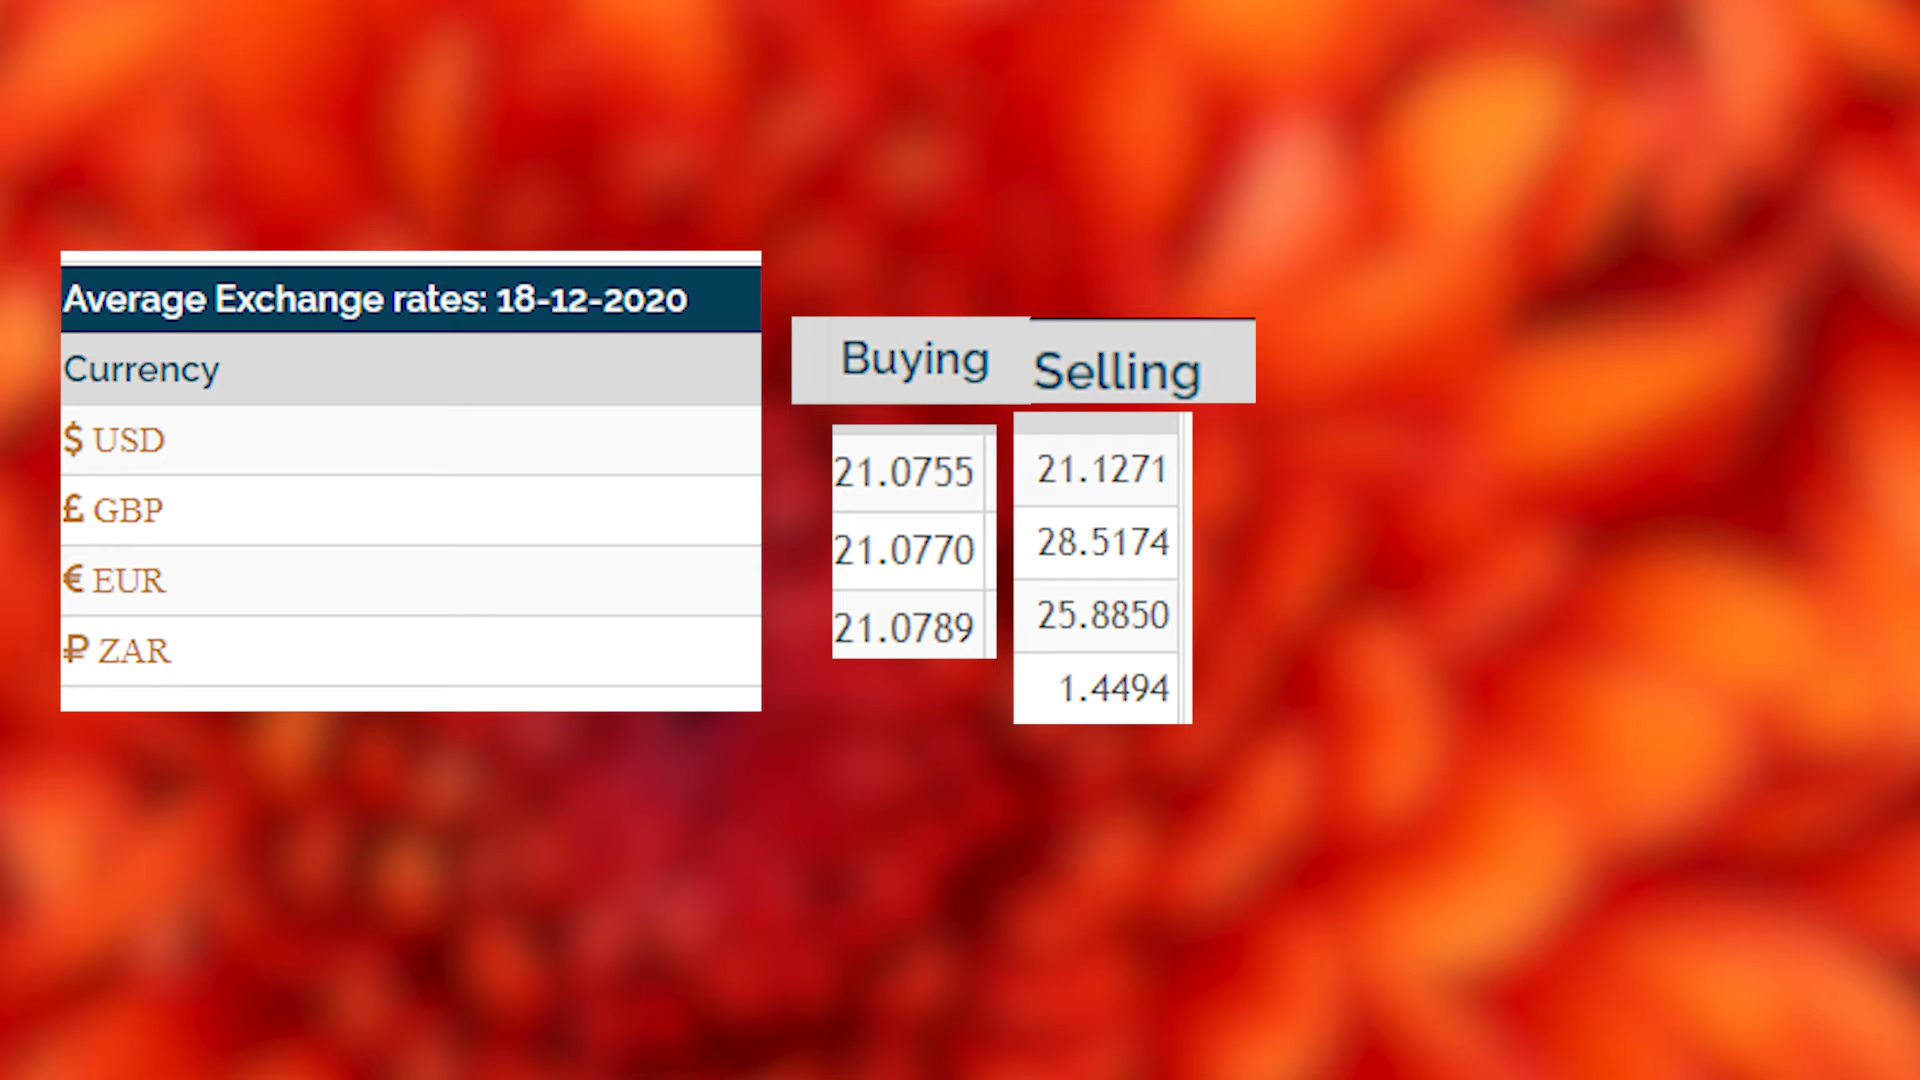 Average Exchange rates: 18-12-2020
Currency
$ USD
£ GBP
€ EUR
₽ ZAR
Buying
21.0755
21.0770
21.0789
Selling
21.1271
28.5174
25.8850
1.4494